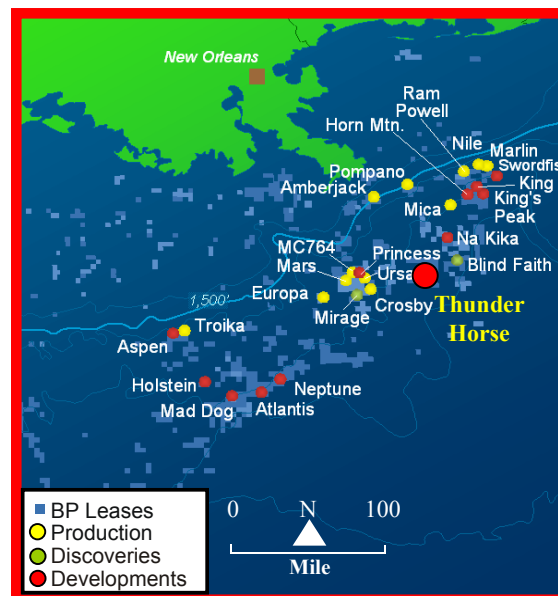 New Orleans
Ram
Powell
Horn Mtn.
Nile
Marlin
Swordfis
King
King's
Peak
Pompano
Amberjack
Mica
Na Kika
Blind Faith
MC764
Princess
Mars
Ursa
Europa
Crosby
Mirage
Thunder
Horse
1,500'
Troika
Aspen
Holstein
Neptune
Mad Dog
Atlantis
BP Leases
Production
Discoveries
Developments
0 N 100
Mile